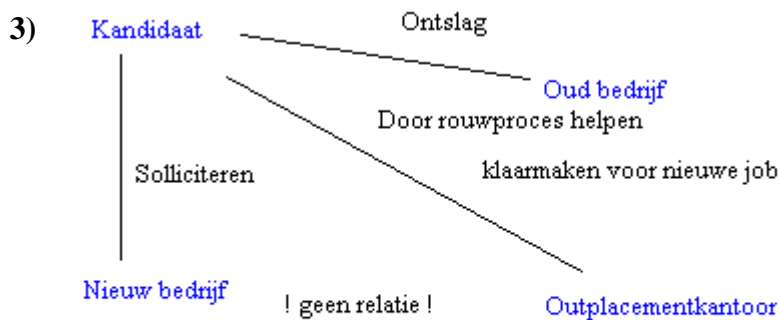 3)
Kandidaat
Ontslag
Oud bedrijf
Door rouwproces helpen
Solliciteren
klaarmaken voor nieuwe job
Nieuw bedrijf
! geen relatie !
Outplacementkantoor